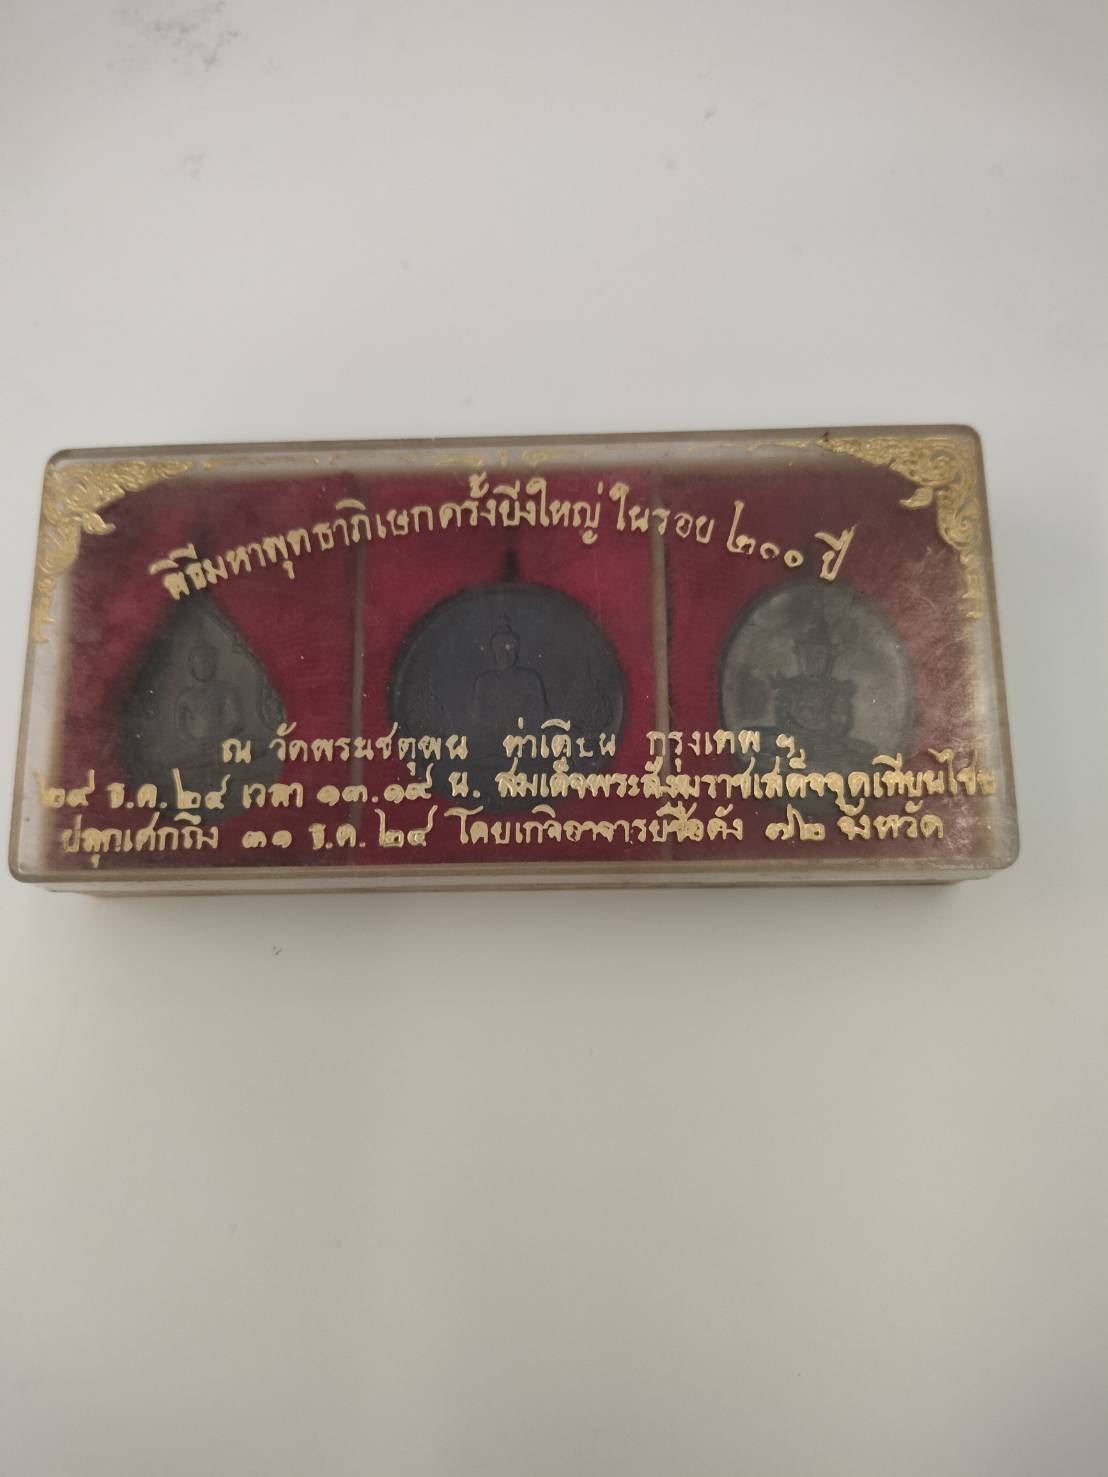 พิธีมหาพุทธาภิเษกครั้งยิ่งใหญ่ ในรอบ ๒๐๐ ปี
ณ วัดพระเชตุพน ท่าเตียน กรุงเทพ ฯ
๒๙ ธ.ค.๒๔ เวลา ๑๓.๑๙ น. สมเด็จพระสังฆราชเสด็จจุดเทียนไชย
ปลุกเศกถึง ๓๑ ธ.ค. ๒๔ โดยเกจิอาจารย์ชื่อดัง ๗๒ จังหวัด